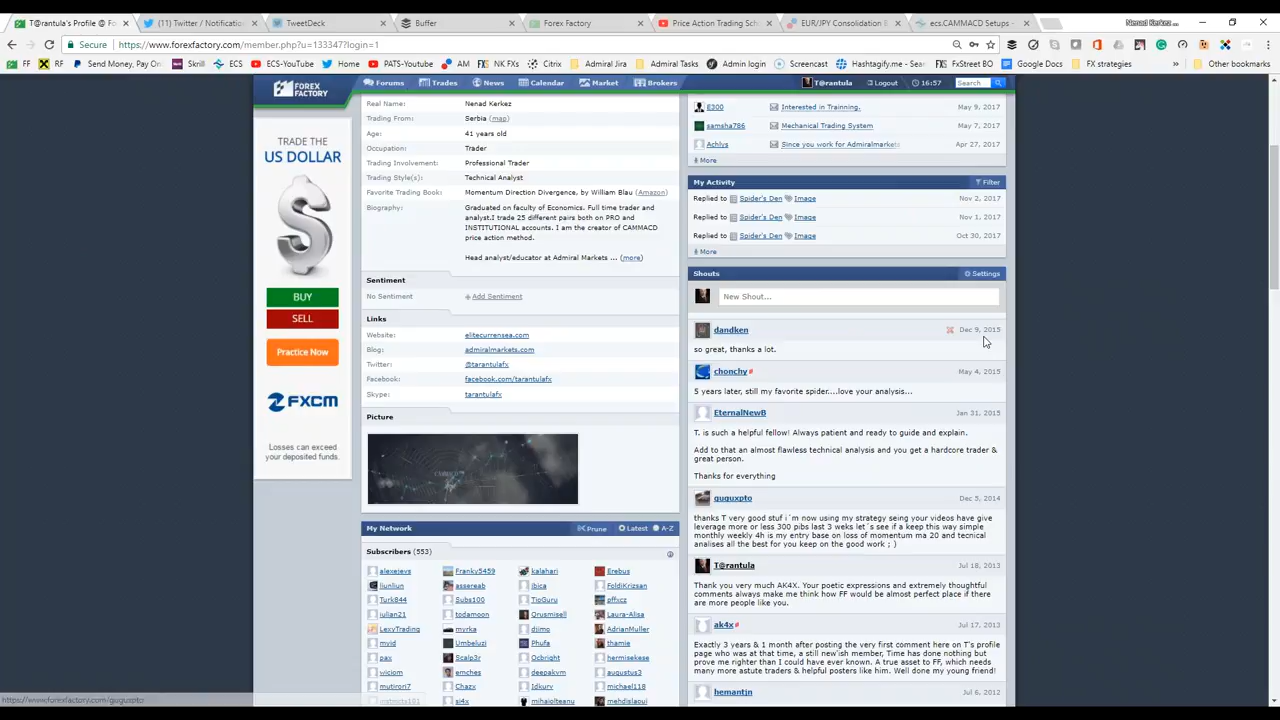 T@rantula's Profile @ Fo
(11) Twitter / Notificatio
TweetDeck
Buffer
Forex Factory
Price Action Trading Sch
EUR/JPY Consolidation B
ecs.CAMMACD Setups -
Nenad Kerkez ...
Secure
https://www.forexfactory.com/member.php?u=133347?login=1
FF
RF
Send Money, Pay On
Skrill
ECS
ECS-YouTube
Home
PATS-Youtube
AM
NK FXs
Citrix
Admiral Jira
Admiral Tasks
Admin login
Screencast
Hashtagify.me -
FxStreet BO
Google Docs
FX strategies
»
Other bookmarks
FOREX FACTORY
Forums
Trades
News
Calendar
Market
Brokers
T@rantula
Logout
16:57
Search
TRADE THE
US DOLLAR
BUY
SELL
Practice Now
FXCM
Losses can exceed
your deposited funds.
Real Name: Nenad Kerkez
Trading From: Serbia (map)
Age: 41 years old
Occupation: Trader
Trading Involvement: Professional Trader
Trading Style(s): Technical Analyst
Favorite Trading Book: Momentum Direction Divergence, by William Blau (Amazon)
Biography: Graduated on faculty of Economics. Full time trader and
analyst.I trade 25 different pairs both on PRO and
INSTITUTIONAL accounts. I am the creator of CAMMACD
price action method.
Head analyst/educator at Admiral Markets ... (more)
Sentiment
No Sentiment + Add Sentiment
Links
Website: elitecurrensea.com
Blog: admiralmarkets.com
Twitter: @tarantulafx
Facebook: facebook.com/tarantulafx
Skype: tarantulafx
Picture
CAMMACD
My Network Prune Latest A-Z
Subscribers (553)
alexejevs Franky5459 kalahari Erebus
liunliun assereab ibica FoldiKrizsan
Turk844 Subs100 TioGuru pffxcz
iulian21 todamoon Qrusmisell Laura-Alisa
LexyTrading myrka djimo AdrianMuller
mvid Umbeluzi Phufa thamie
pax Scalp3r Ocbright hermisekese
wiciom emches deepakvm augustus3
mutirori7 Chazx Idkurv michael118
instmota101 si4x mihaiolteanu mehdislaoui
E300 Interested in Trainning. May 9, 2017
samsha786 Mechanical Trading System May 7, 2017
Achlys Since you work for Admiralmarkets Apr 27, 2017
More
My Activity Filter
Replied to Spider's Den Image Nov 2, 2017
Replied to Spider's Den Image Nov 1, 2017
Replied to Spider's Den Image Oct 30, 2017
More
Shouts Settings
New Shout...
dandken Dec 9, 2015
so great, thanks a lot.
chonchy May 4, 2015
5 years later, still my favorite spider....love your analysis...
EternalNewB Jan 31, 2015
T. is such a helpful fellow! Always patient and ready to guide and explain.
Add to that an almost flawless technical analysis and you get a hardcore trader &
great person.
Thanks for everything
guguxpto Dec 5, 2014
thanks T very good stuf i´m now using my strategy seing your videos have give
leverage more or less 300 pibs last 3 weks let´s see if a keep this way simple
monthly weekly 4h is my entry base on loss of momentum ma 20 and tecnical
analises all the best for you keep on the good work ; )
T@rantula Jul 18, 2013
Thank you very much AK4X. Your poetic expressions and extremely thoughtful
comments always make me think how FF would be almost perfect place if there
are more people like you.
ak4x Jul 17, 2013
Exactly 3 years & 1 month after posting the very first comment here on T's profile
page who was at that time, a still new'ish member, Time has done nothing but
prove me righter than I could have ever known. A true asset to FF, which needs
many more astute traders & helpful posters like him. Well done my young friend!
hemantjn Jul 6, 2012
https://www.forexfactory.com/guguxpto